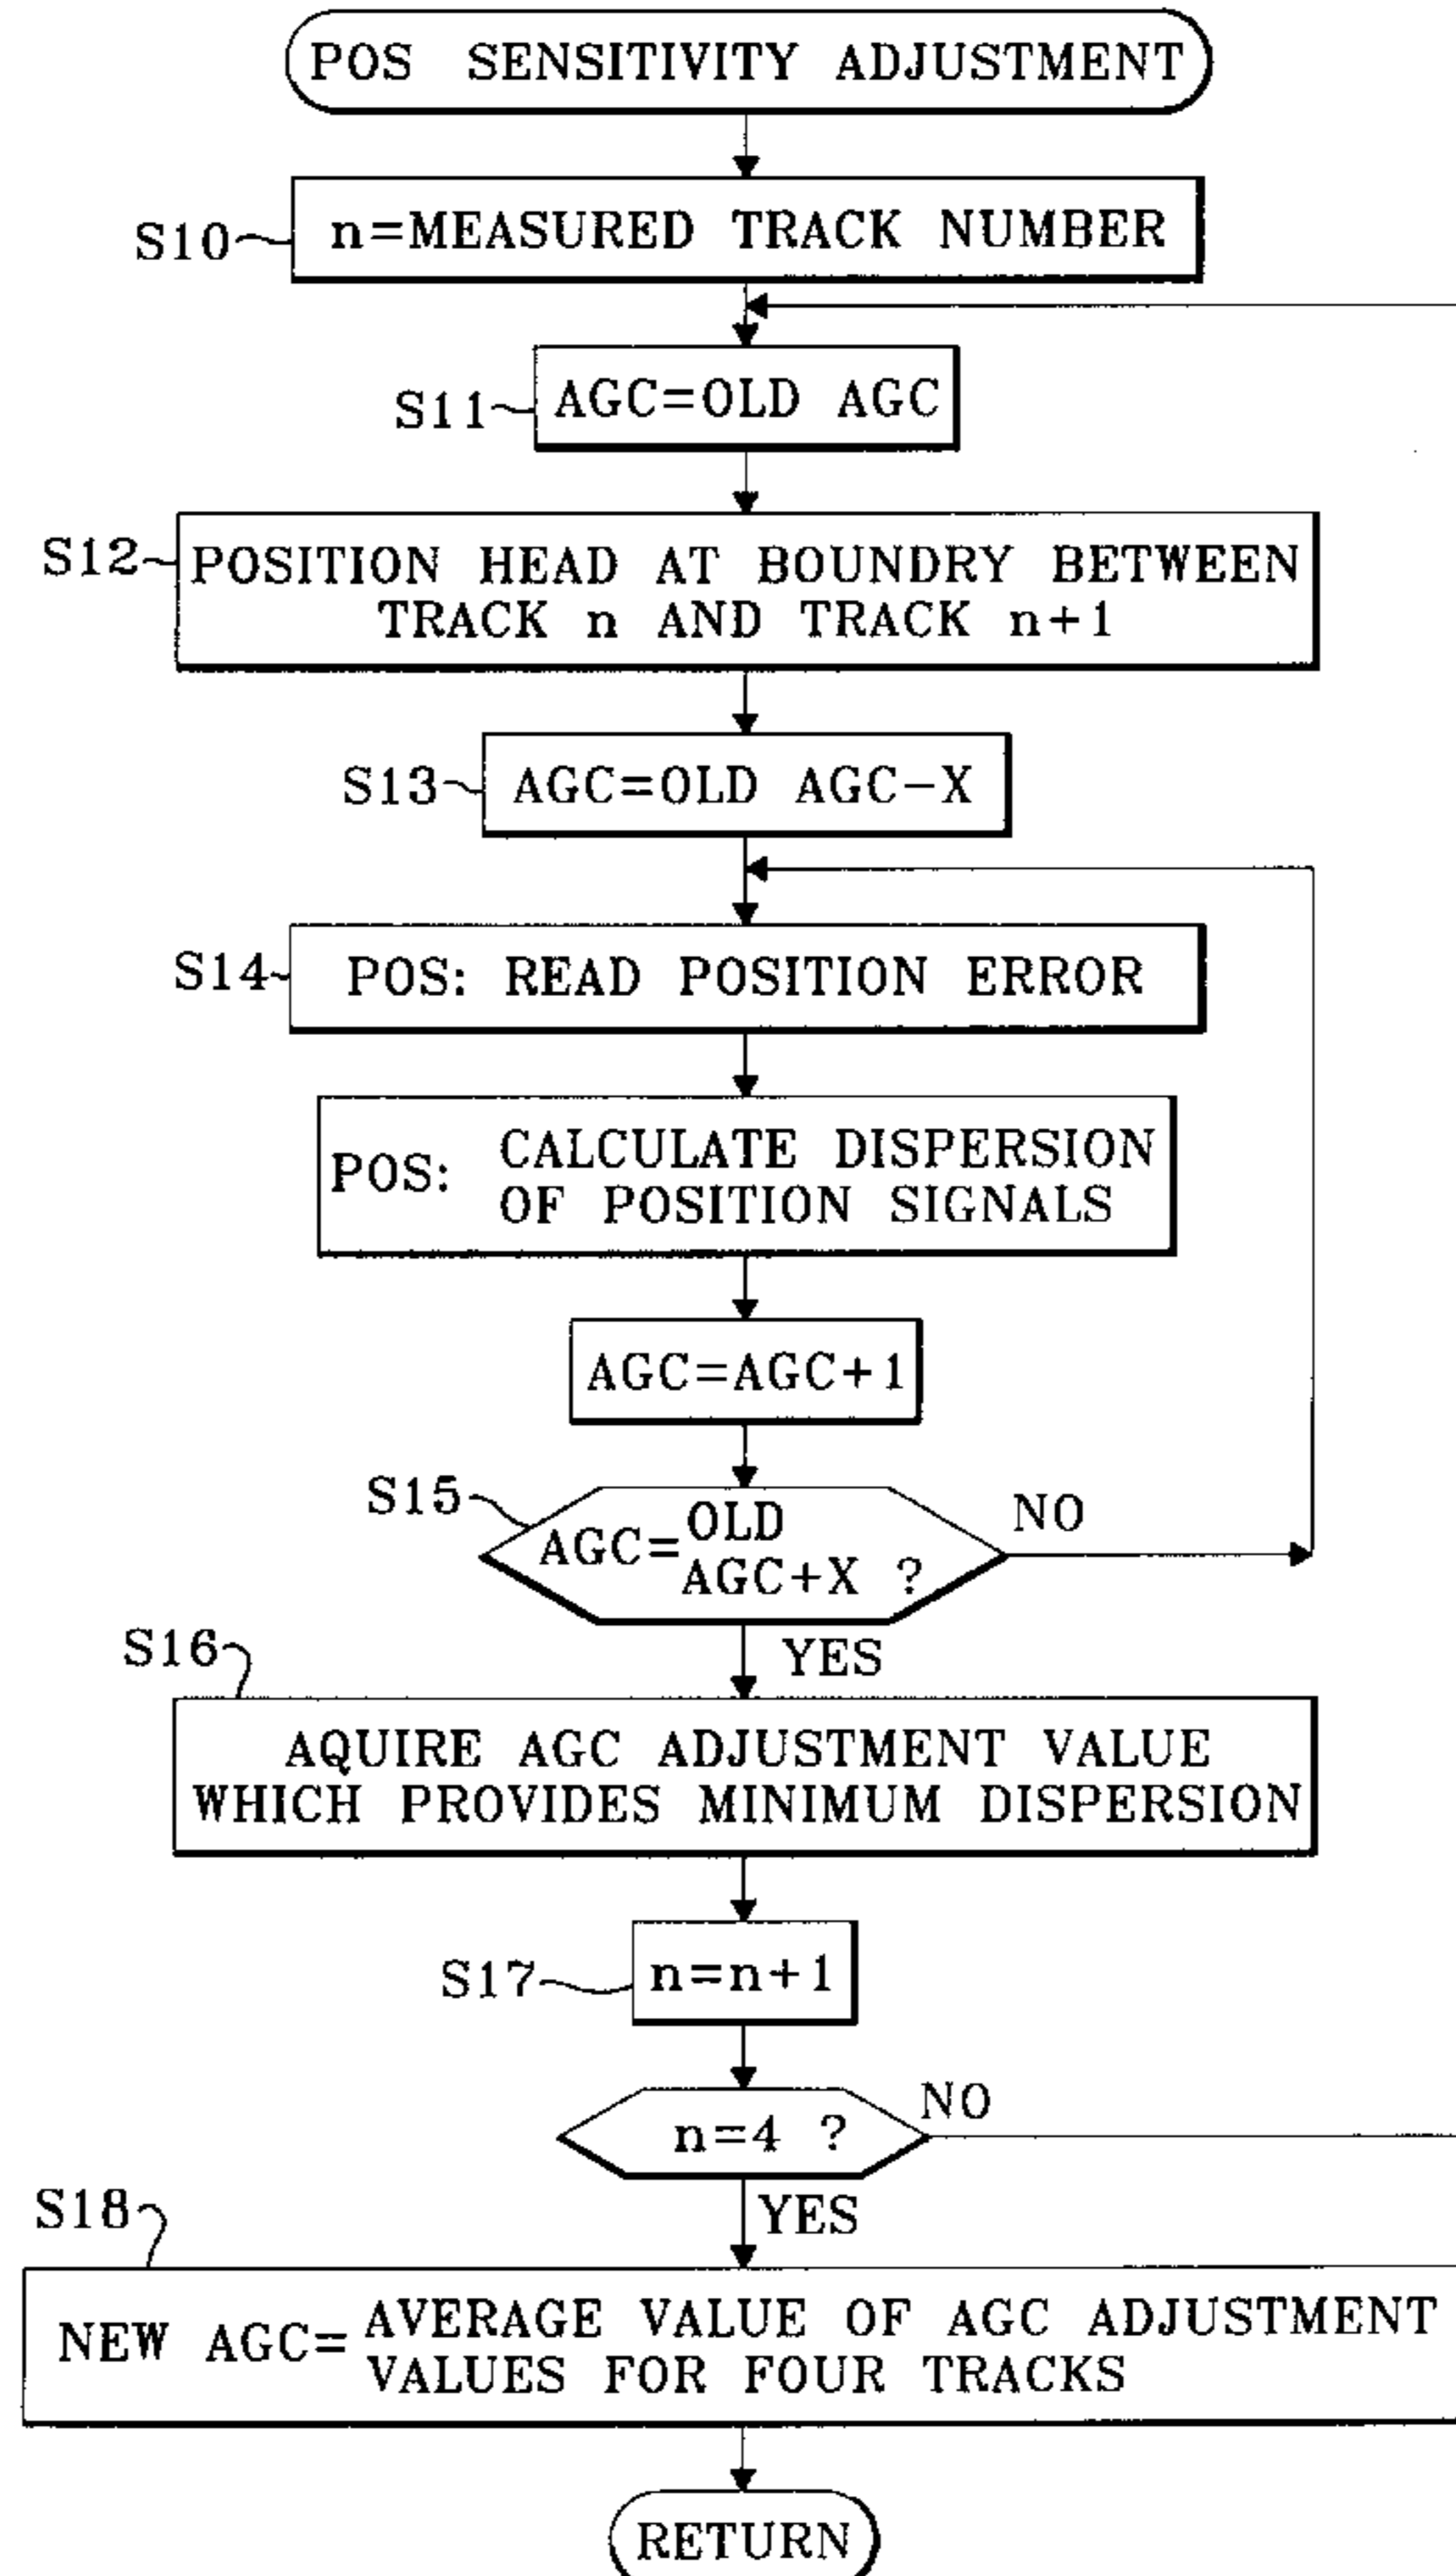 POS SENSITIVITY ADJUSTMENT
S10
n=MEASURED TRACK NUMBER
S11
AGC=OLD AGC
S12
POSITION HEAD AT BOUNDRY BETWEEN
TRACK n AND TRACK n+1
S13
AGC=OLD AGC-X
S14
POS: READ POSITION ERROR
POS: CALCULATE DISPERSION
OF POSITION SIGNALS
AGC=AGC+1
S15
AGC=OLD
AGC+X ?
NO
YES
S16
AQUIRE AGC ADJUSTMENT VALUE
WHICH PROVIDES MINIMUM DISPERSION
S17
n=n+1
n=4 ?
NO
YES
S18
NEW AGC=AVERAGE VALUE OF AGC ADJUSTMENT
VALUES FOR FOUR TRACKS
RETURN